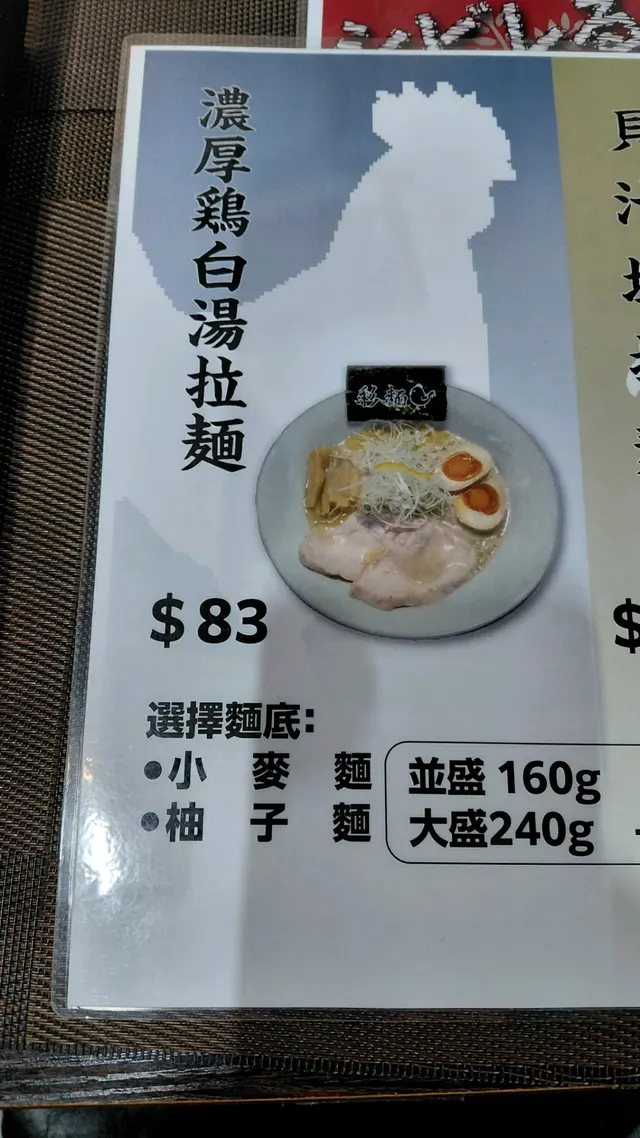 濃厚鶏白湯拉麵
$83
選擇麵底:
•小 麥 麵
•柚 子 麵
並盛 160g
大盛240g
$